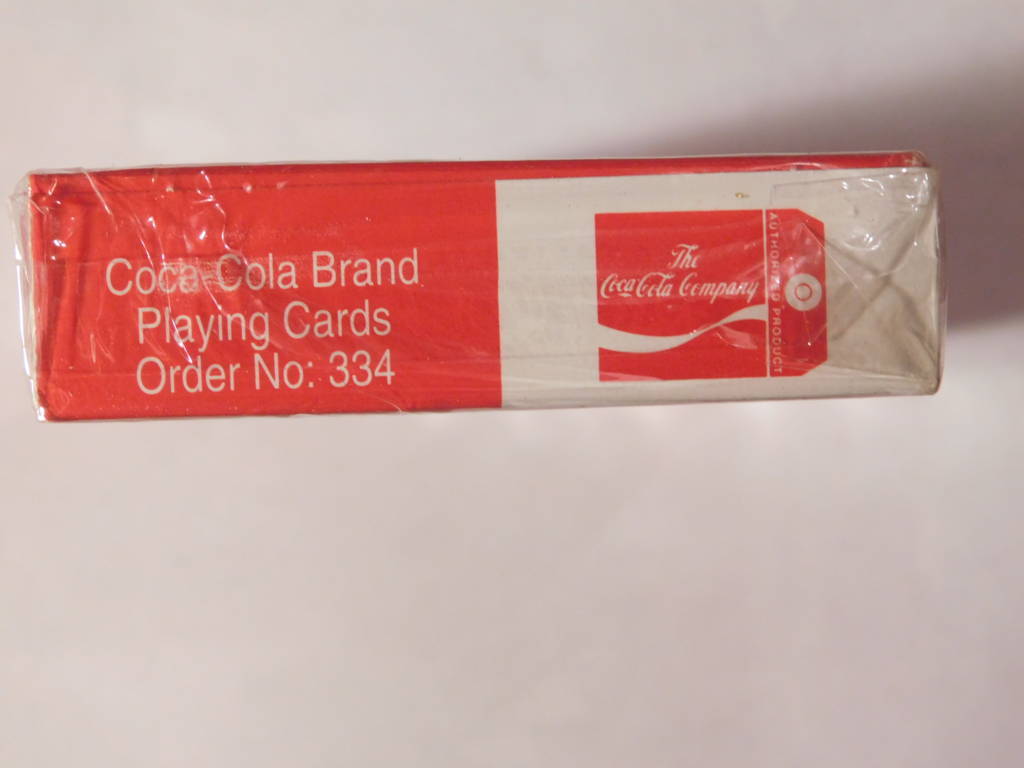 AUTHORIZED PRODUCT
The
Coca-Cola Company
Coca-Cola Brand
Playing Cards
Order No: 334